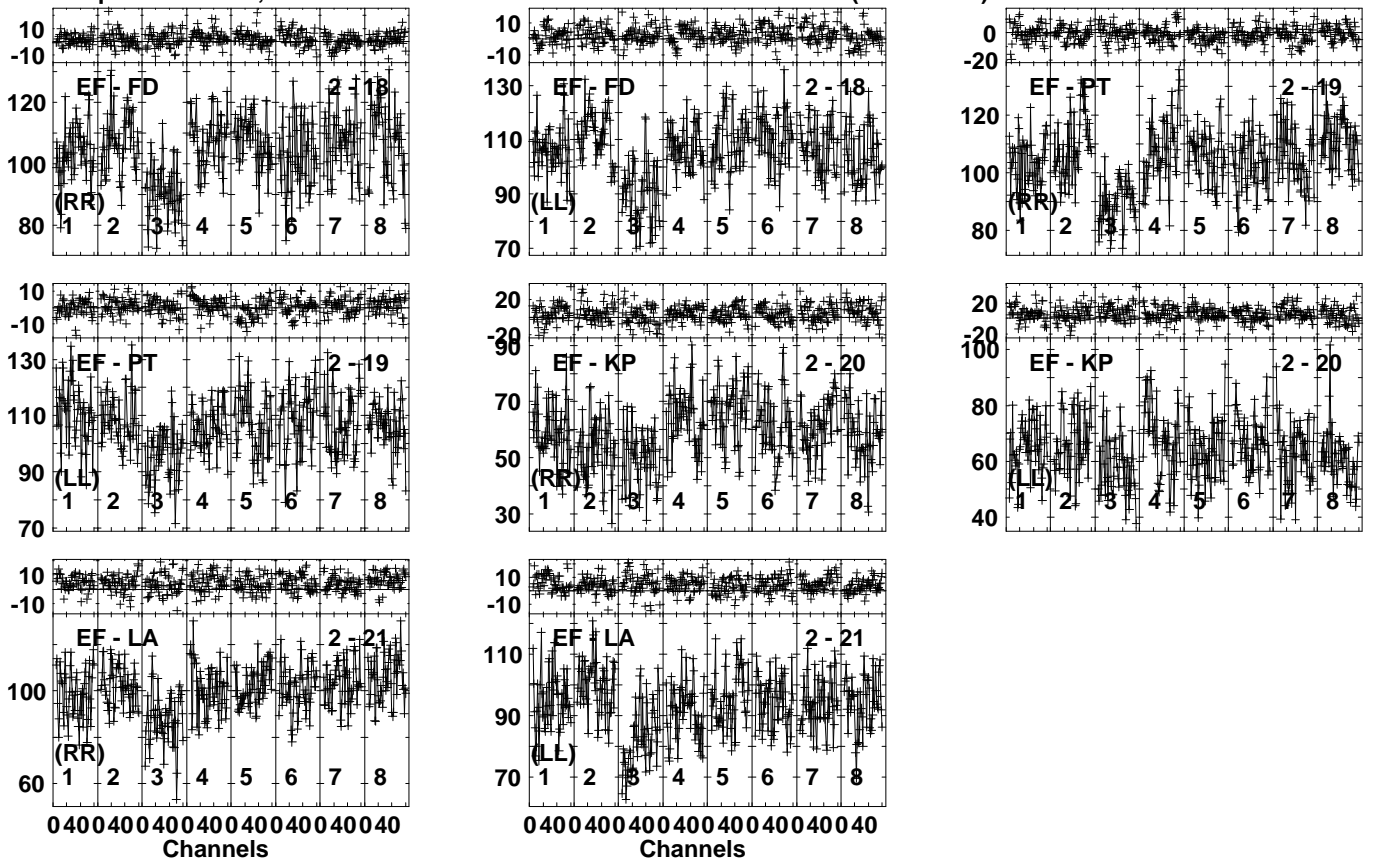 10
-10
EF - FD 2 - 18
120
100
80
(RR)
1 2 3 4 5 6 7 8
10
-10
EF - FD 2 - 18
130
110
90
70
(LL)
1 2 3 4 5 6 7 8
0
-20
EF - PT 2 - 19
120
100
80
(RR)
1 2 3 4 5 6 7 8
10
-10
EF - PT 2 - 19
130
110
90
70
(LL)
1 2 3 4 5 6 7 8
20
-20
EF - KP 2 - 20
90
70
50
30
(RR)
1 2 3 4 5 6 7 8
20
-20
EF - KP 2 - 20
100
80
60
40
(LL)
1 2 3 4 5 6 7 8
10
-10
EF - LA 2 - 21
100
60
(RR)
1 2 3 4 5 6 7 8
0 40 0 40 0 40 0 40 0 40 0 40 0 40 0 40
Channels
10
-10
EF - LA 2 - 21
110
90
70
(LL)
1 2 3 4 5 6 7 8
0 40 0 40 0 40 0 40 0 40 0 40 0 40 0 40
Channels